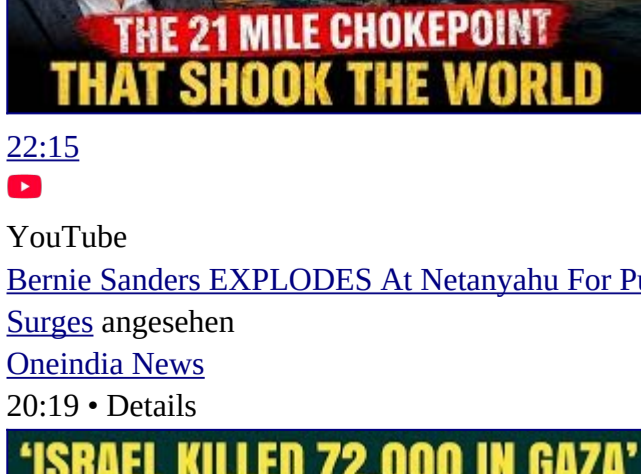 THE 21 MILE CHOKEPOINT
THAT SHOOK THE WORLD
22:15
YouTube
Bernie Sanders EXPLODES At Netanyahu For
Surges angesehen
Oneindia News
20:19 • Details
‘ISRAEL KILLED 72,000 IN GAZA’